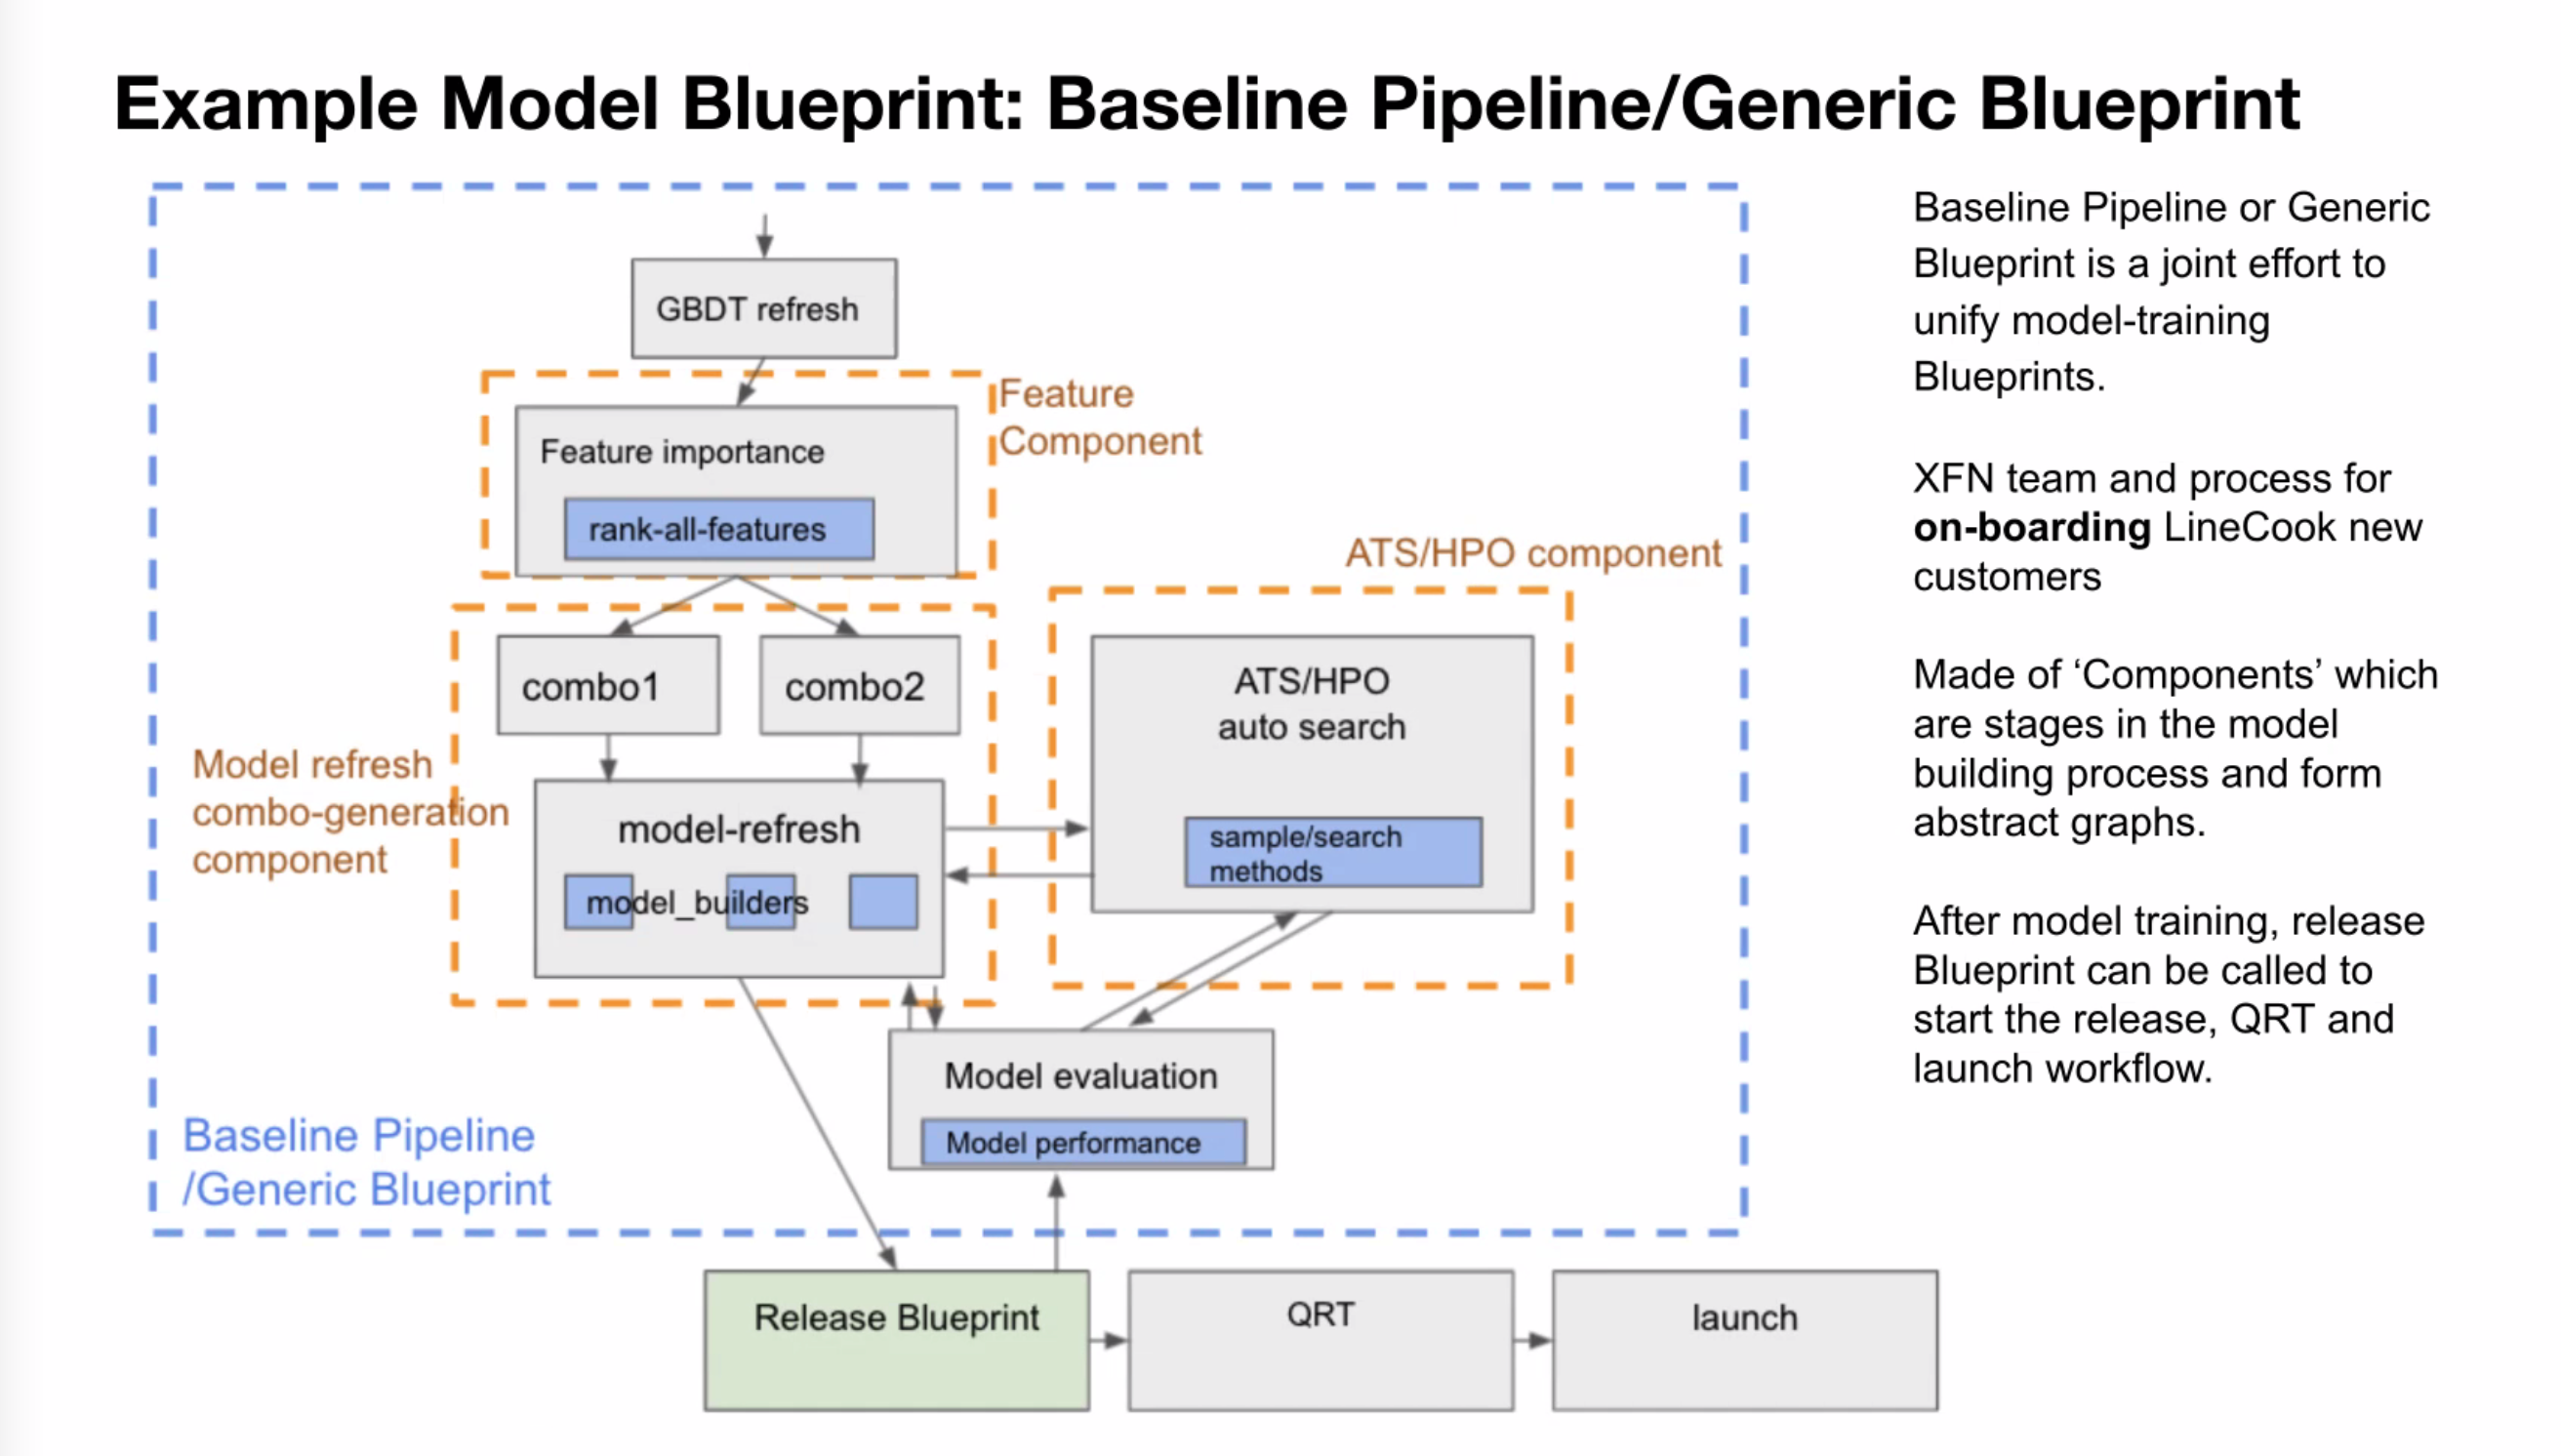 Example Model Blueprint: Baseline Pipeline/Generic Blueprint
GBDT refresh
Feature
Component
Feature importance
rank-all-features
ATS/HPO component
combo1
combo2
ATS/HPO
auto search
Model refresh
combo-generation
component
model-refresh
model_builders
sample/search
methods
Model evaluation
Model performance
Baseline Pipeline
/Generic Blueprint
Release Blueprint
QRT
launch
Baseline Pipeline or Generic
Blueprint is a joint effort to
unify model-training
Blueprints.
XFN team and process for
on-boarding LineCook new
customers
Made of ‘Components’ which
are stages in the model
building process and form
abstract graphs.
After model training, release
Blueprint can be called to
start the release, QRT and
launch workflow.